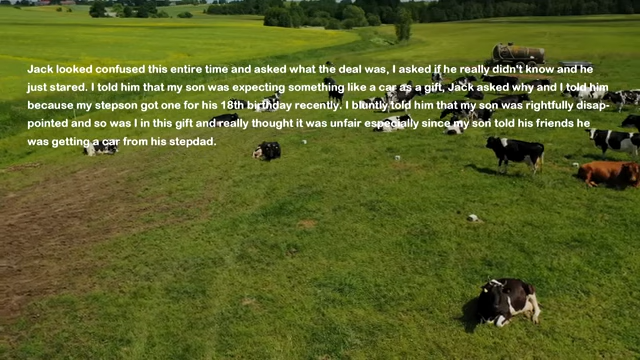 Jack looked confused this entire time and asked what the deal was, I asked if he really didn't know and he
just stared. I told him that my son was expecting something like a car as a gift, Jack asked why and I told him
because my stepson got one for his 18th birthday recently. I bluntly told him that my son was rightfully disap-
pointed and so was I in this gift and really thought it was unfair especially since my son told his friends he
was getting a car from his stepdad.